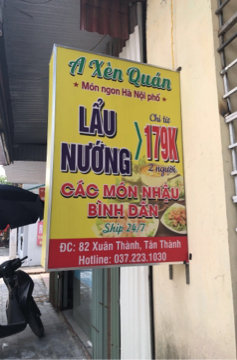 A Xèn Quán
★ Món ngon Hà Nội phố ★
LẨU
NƯỚNG
Chỉ từ
179K
2 người
CÁC MÓN NHẬU
BÌNH DÂN
Ship 24/7
ĐC: 82 Xuân Thành, Tân Thành
Hotline: 037.223.1030